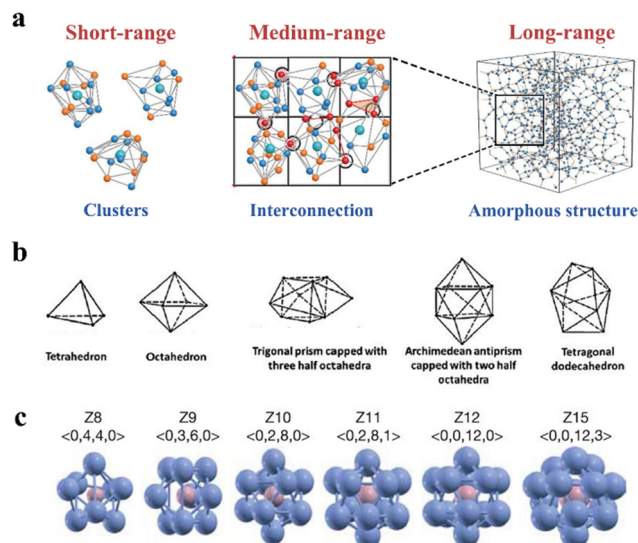 a
Short-range Medium-range Long-range
Clusters Interconnection Amorphous structure
b
Tetrahedron Octahedron Trigonal prism capped with three half octahedra Archimedean antiprism capped with two half octahedra Tetragonal dodecahedron
c
Z8 Z9 Z10 Z11 Z12 Z15
<0,4,4,0> <0,3,6,0> <0,2,8,0> <0,2,8,1> <0,0,12,0> <0,0,12,3>